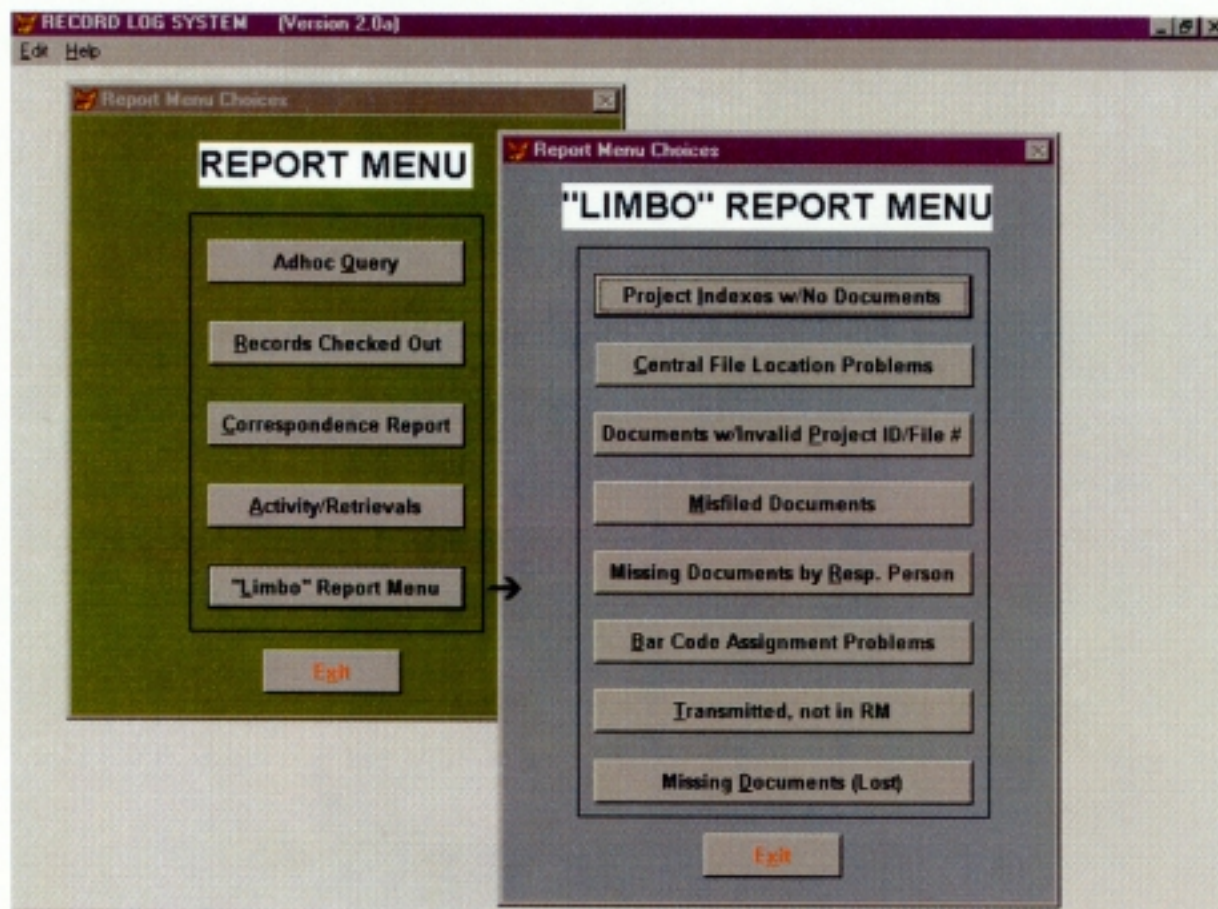 RECORD LOG SYSTEM (Version 2.0a)
Edit Help
Report Menu Choices
REPORT MENU
Adhoc Query
Records Checked Out
Correspondence Report
Activity/Retrievals
"Limbo" Report Menu
Exit
Report Menu Choices
"LIMBO" REPORT MENU
Project Indexes w/No Documents
Central File Location Problems
Documents w/Invalid Project ID/File #
Misfiled Documents
Missing Documents by Resp. Person
Bar Code Assignment Problems
Transmitted, not in RM
Missing Documents (Lost)
Exit